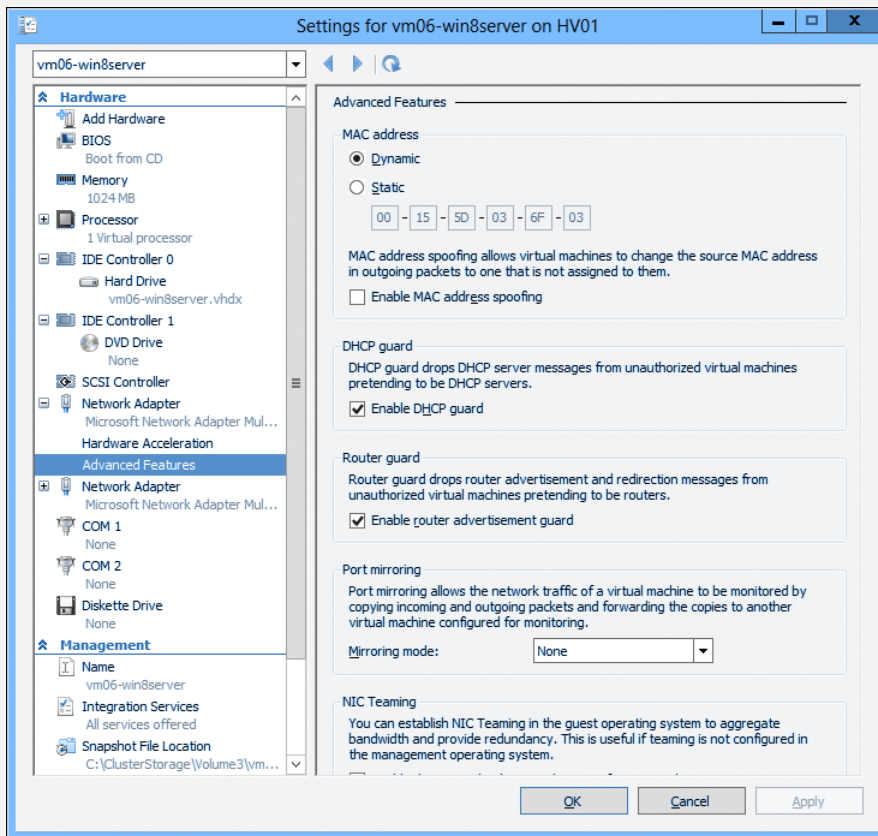 Settings for vm06-win8server on HV01
vm06-win8server
Hardware
Add Hardware
BIOS
Boot from CD
Memory
1024 MB
Processor
1 Virtual processor
IDE Controller 0
Hard Drive
vm06-win8server.vhdx
IDE Controller 1
DVD Drive
None
SCSI Controller
Network Adapter
Microsoft Network Adapter Mul...
Hardware Acceleration
Advanced Features
Network Adapter
Microsoft Network Adapter Mul...
COM 1
None
COM 2
None
Diskette Drive
None
Management
Name
vm06-win8server
Integration Services
All services offered
Snapshot File Location
C:\ClusterStorage\Volume3\vm...
Advanced Features
MAC address
Dynamic
Static
00 - 15 - 5D - 03 - 6F - 03
MAC address spoofing allows virtual machines to change the source MAC address
in outgoing packets to one that is not assigned to them.
Enable MAC address spoofing
DHCP guard
DHCP guard drops DHCP server messages from unauthorized virtual machines
pretending to be DHCP servers.
Enable DHCP guard
Router guard
Router guard drops router advertisement and redirection messages from
unauthorized virtual machines pretending to be routers.
Enable router advertisement guard
Port mirroring
Port mirroring allows the network traffic of a virtual machine to be monitored by
copying incoming and outgoing packets and forwarding the copies to another
virtual machine configured for monitoring.
Mirroring mode: None
NIC Teaming
You can establish NIC Teaming in the guest operating system to aggregate
bandwidth and provide redundancy. This is useful if teaming is not configured in
the management operating system.
OK Cancel Apply